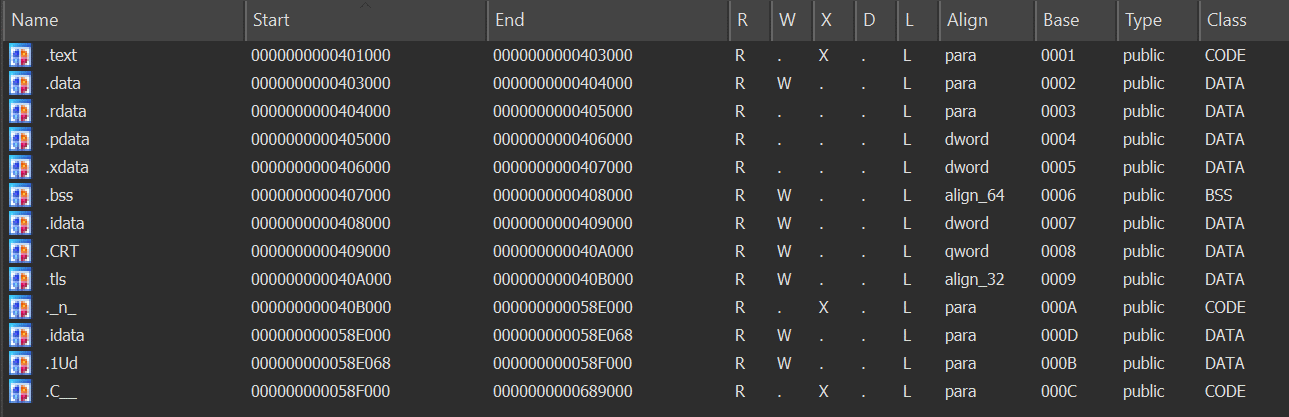 Name Start End R W X D L Align Base Type Class
.text 0000000000401000 0000000000403000 R . X . L para 0001 public CODE
.data 0000000000403000 0000000000404000 R W . . L para 0002 public DATA
.rdata 0000000000404000 0000000000405000 R . . . L para 0003 public DATA
.pdata 0000000000405000 0000000000406000 R . . . L dword 0004 public DATA
.xdata 0000000000406000 0000000000407000 R . . . L dword 0005 public DATA
.bss 0000000000407000 0000000000408000 R W . . L align_64 0006 public BSS
.idata 0000000000408000 0000000000409000 R W . . L dword 0007 public DATA
.CRT 0000000000409000 000000000040A000 R W . . L qword 0008 public DATA
.tls 000000000040A000 000000000040B000 R W . . L align_32 0009 public DATA
._n_ 000000000040B000 000000000058E000 R . X . L para 000A public CODE
.idata 000000000058E000 000000000058E068 R W . . L para 000D public DATA
.1Ud 000000000058E068 000000000058F000 R W . . L para 000B public DATA
.C__ 000000000058F000 0000000000689000 R . X . L para 000C public CODE